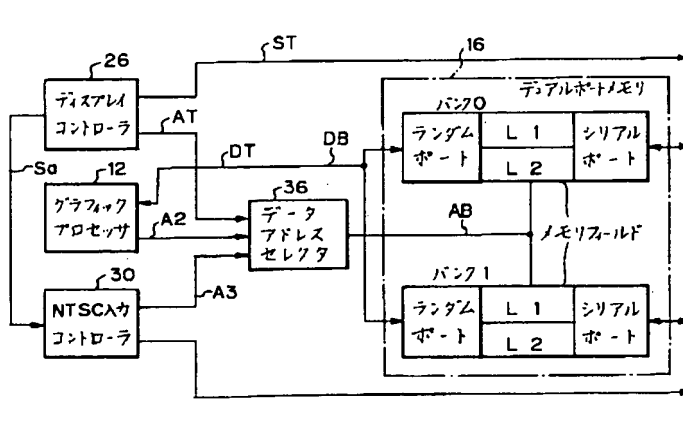 ST
16
26
ディスプレイ
コントローラ
AT
デュアルポートメモリ
バンク0
ランダム
ポート
L 1
L 2
シリアル
ポート
DT
DB
Sa
12
グラフィック
プロセッサ
A2
36
データ
アドレス
セレクタ
AB
メモリフィールド
30
NTSC入力
コントローラ
A3
バンク1
ランダム
ポート
L 1
L 2
シリアル
ポート